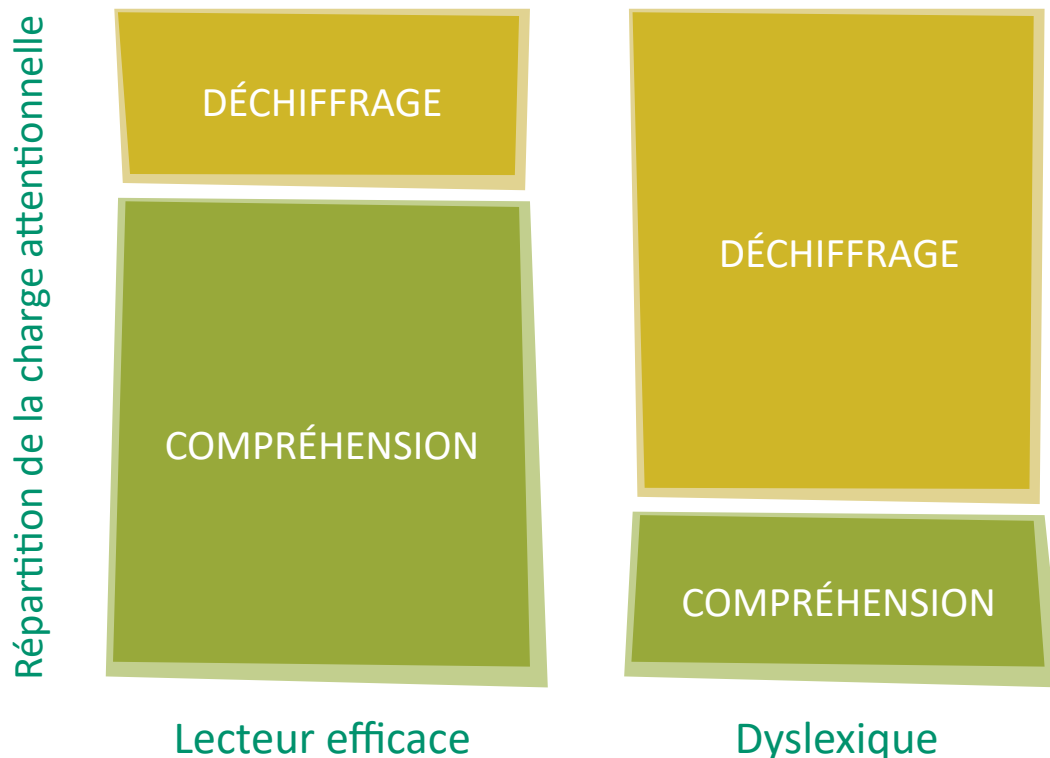 Répartition de la charge attentionnelle
DÉCHIFFRAGE
COMPRÉHENSION
Lecteur efficace
DÉCHIFFRAGE
COMPRÉHENSION
Dyslexique